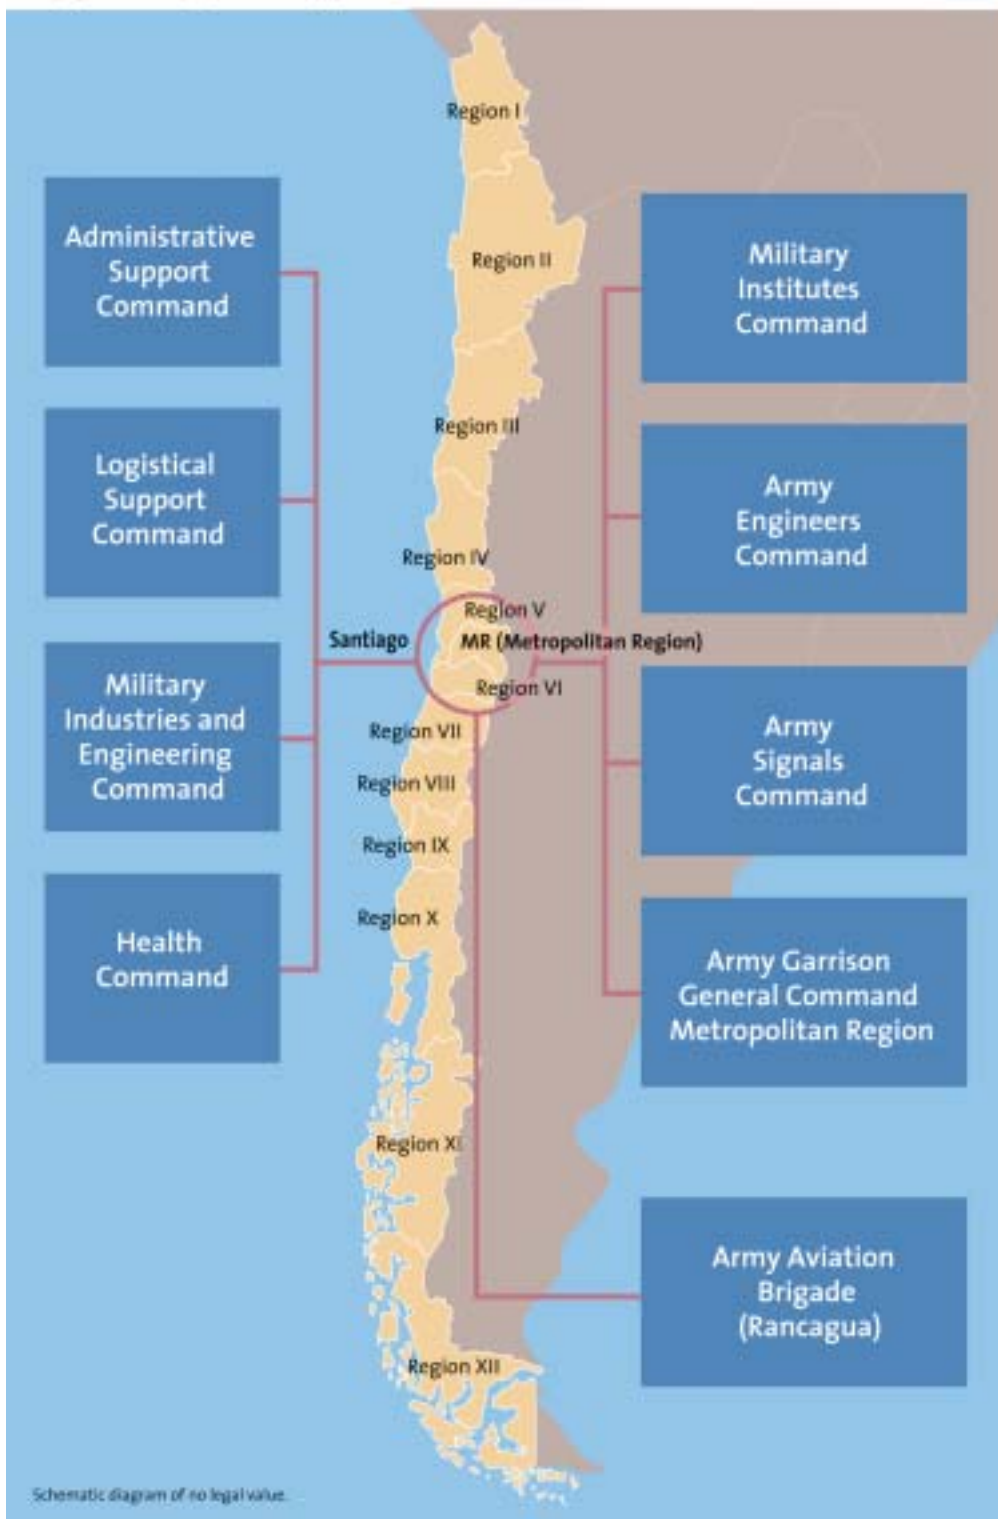 Region I
Region II
Region III
Region IV
Region V
Santiago
MR (Metropolitan Region)
Region VI
Region VII
Region VIII
Region IX
Region X
Region XI
Region XII
Administrative
Support
Command
Logistical
Support
Command
Military
Industries and
Engineering
Command
Health
Command
Military
Institutes
Command
Army
Engineers
Command
Army
Signals
Command
Army Garrison
General Command
Metropolitan Region
Army Aviation
Brigade
(Rancagua)
Schematic diagram of no legal value.